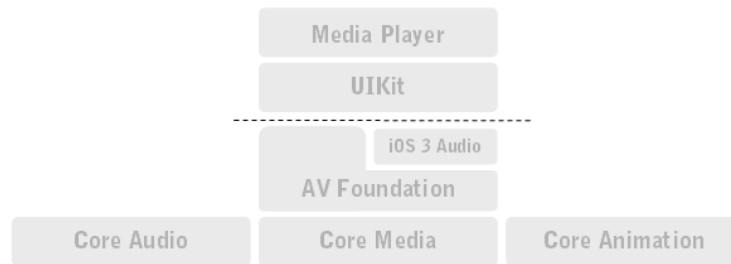 Media Player
UIKit
iOS 3 Audio
AV Foundation
Core Audio
Core Media
Core Animation